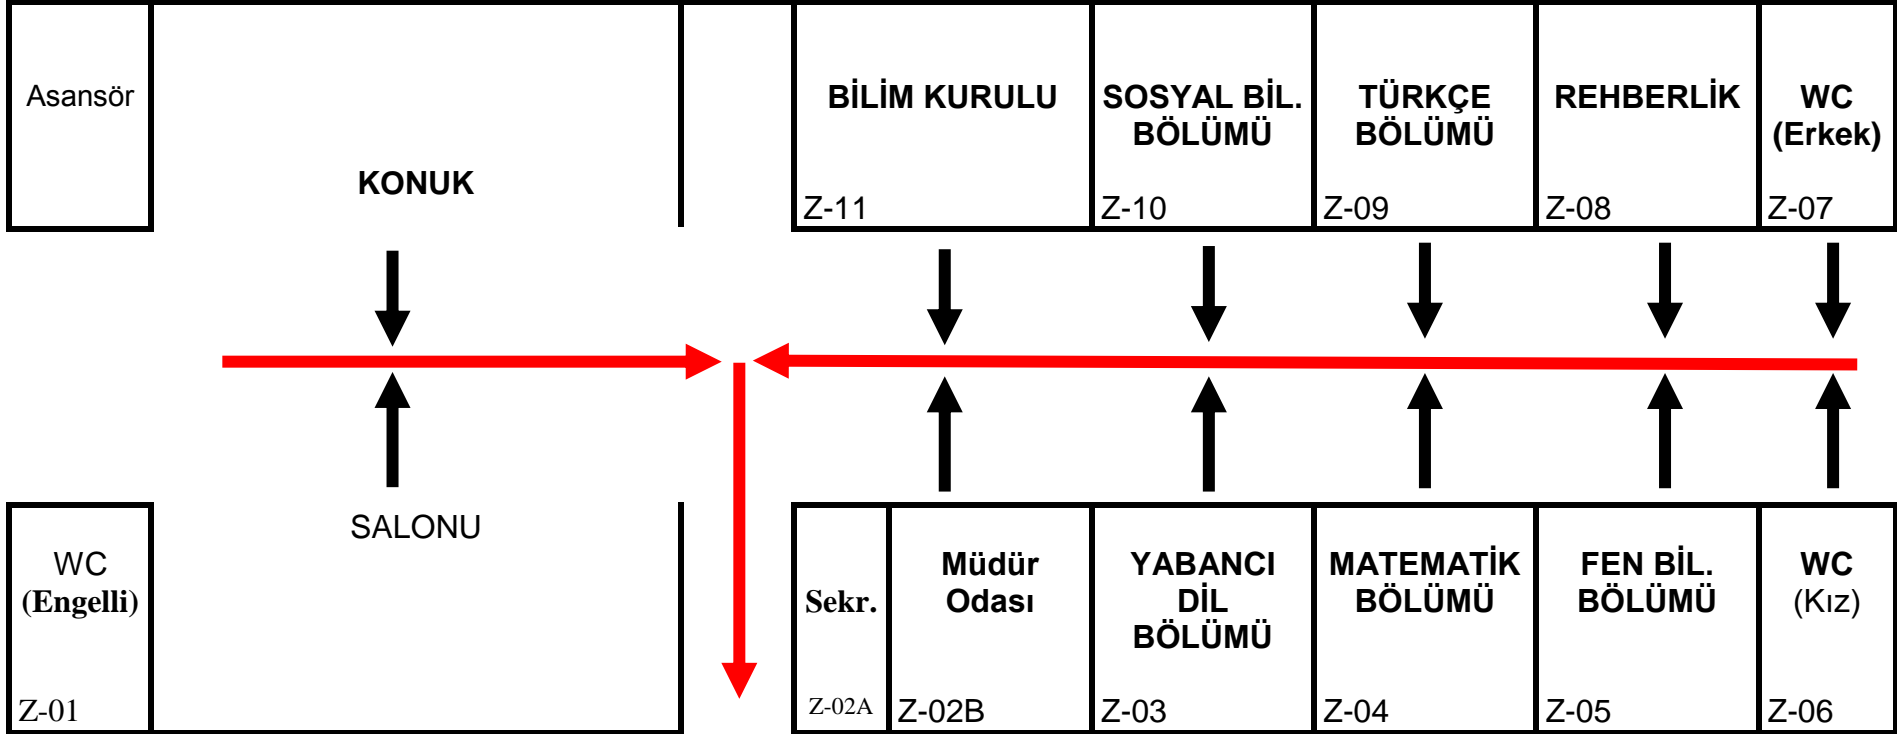 Asansör
KONUK
BİLİM KURULU
Z-11
SOSYAL BİL.
BÖLÜMÜ
Z-10
TÜRKÇE
BÖLÜMÜ
Z-09
REHBERLİK
Z-08
WC
(Erkek)
Z-07
WC
(Engelli)
Z-01
SALONU
Sekr.
Z-02A
Müdür
Odası
Z-02B
YABANCI
DİL
BÖLÜMÜ
Z-03
MATEMATİK
BÖLÜMÜ
Z-04
FEN BİL.
BÖLÜMÜ
Z-05
WC
(Kız)
Z-06